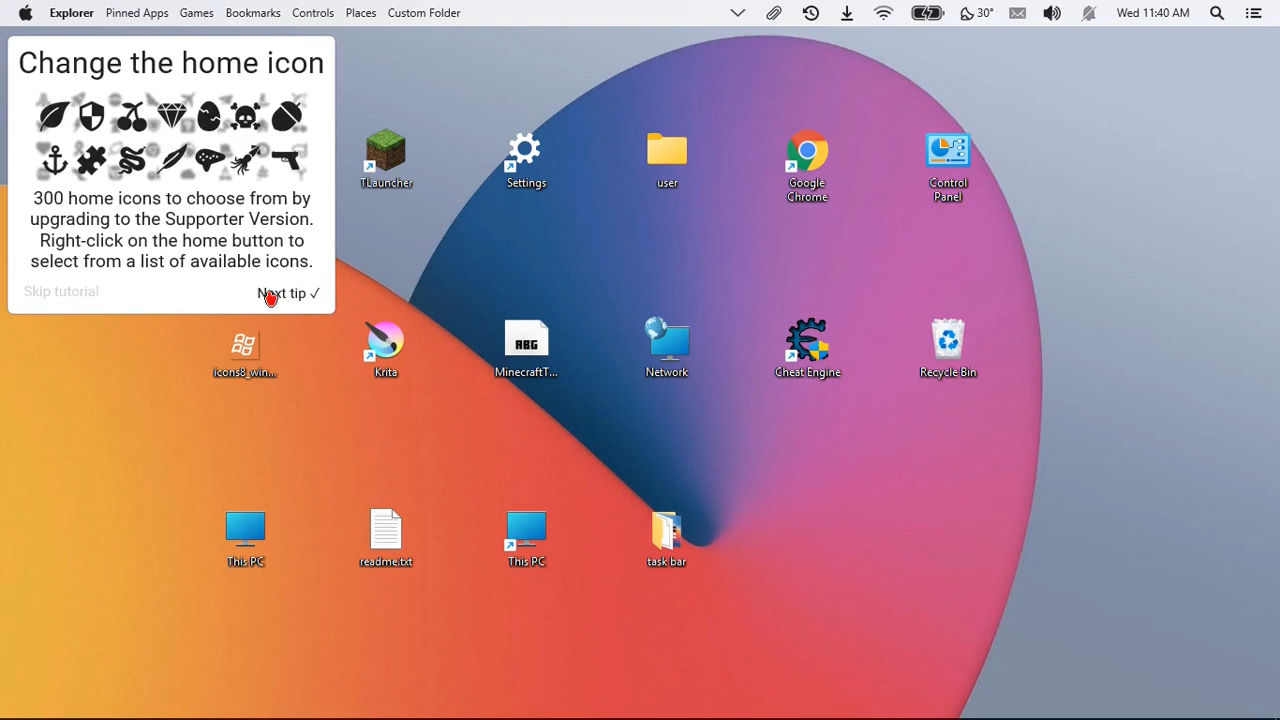 Explorer Pinned Apps Games Bookmarks Controls Places Custom Folder 30° Wed 11:40 AM
Change the home icon
300 home icons to choose from by
upgrading to the Supporter Version.
Right-click on the home button to
select from a list of available icons.
Skip tutorial Next tip ✓
TLauncher Settings user Google Chrome Control Panel
icons8_win... Krita MinecraftT... Network Cheat Engine Recycle Bin
ABG
This PC readme.txt This PC task bar